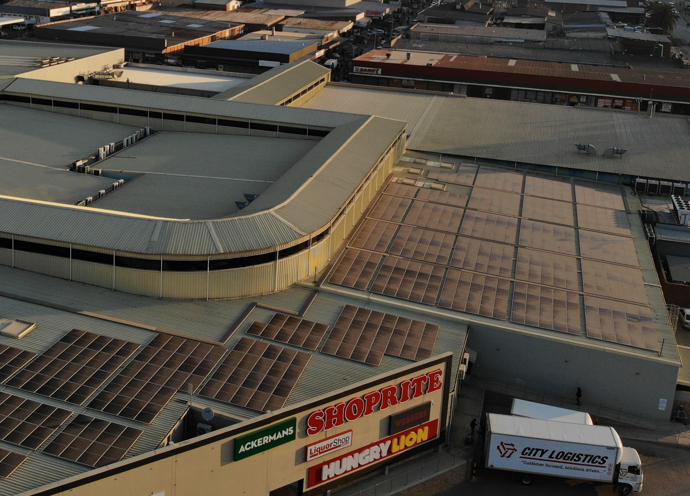 SHOPRITE
ACKERMANS
LiquorShop
HUNGRY LION
CITY LOGISTICS